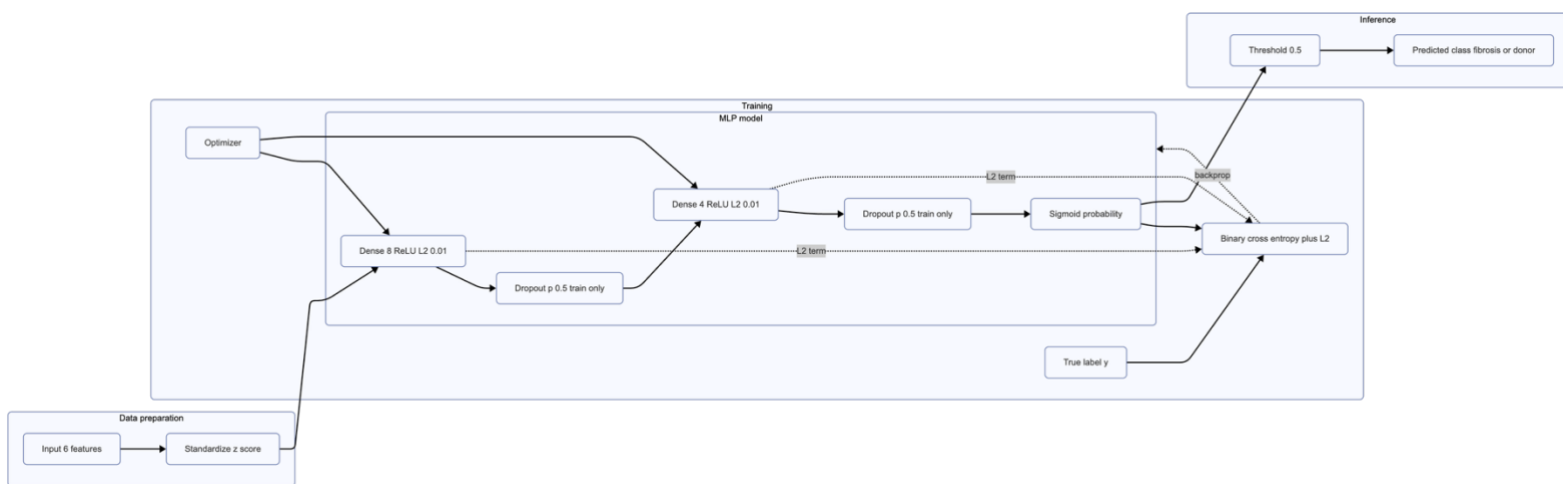 Inference
Threshold 0.5
Predicted class fibrosis or donor
Training
MLP model
Optimizer
L2 term
backprop
Dense 4 ReLU L2 0.01
Dropout p 0.5 train only
Sigmoid probability
Binary cross entropy plus L2
Dense 8 ReLU L2 0.01
L2 term
Dropout p 0.5 train only
True label y
Data preparation
Input 6 features
Standardize z score